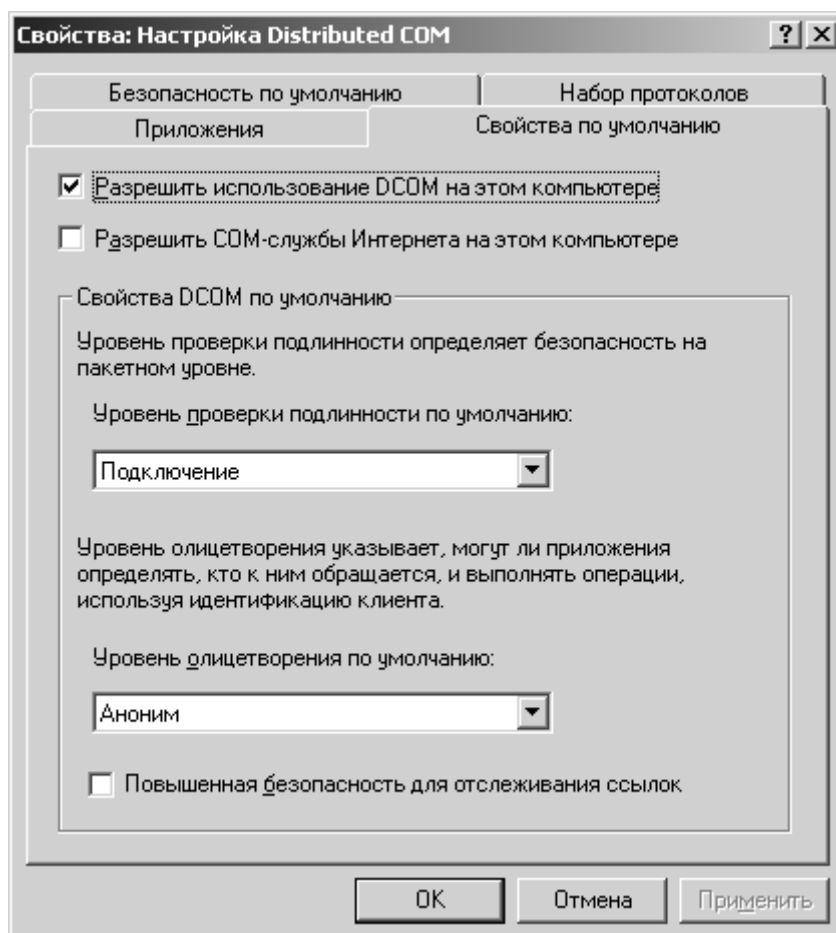 Свойства: Настройка Distributed COM
Безопасность по умолчанию
Набор протоколов
Приложения
Свойства по умолчанию
Разрешить использование DCOM на этом компьютере
Разрешить COM-службы Интернета на этом компьютере
Свойства DCOM по умолчанию
Уровень проверки подлинности определяет безопасность на
пакетном уровне.
Уровень проверки подлинности по умолчанию:
Подключение
Уровень олицетворения указывает, могут ли приложения
определять, кто к ним обращается, и выполнять операции,
используя идентификацию клиента.
Уровень олицетворения по умолчанию:
Аноним
Повышенная безопасность для отслеживания ссылок
OK
Отмена
Применить